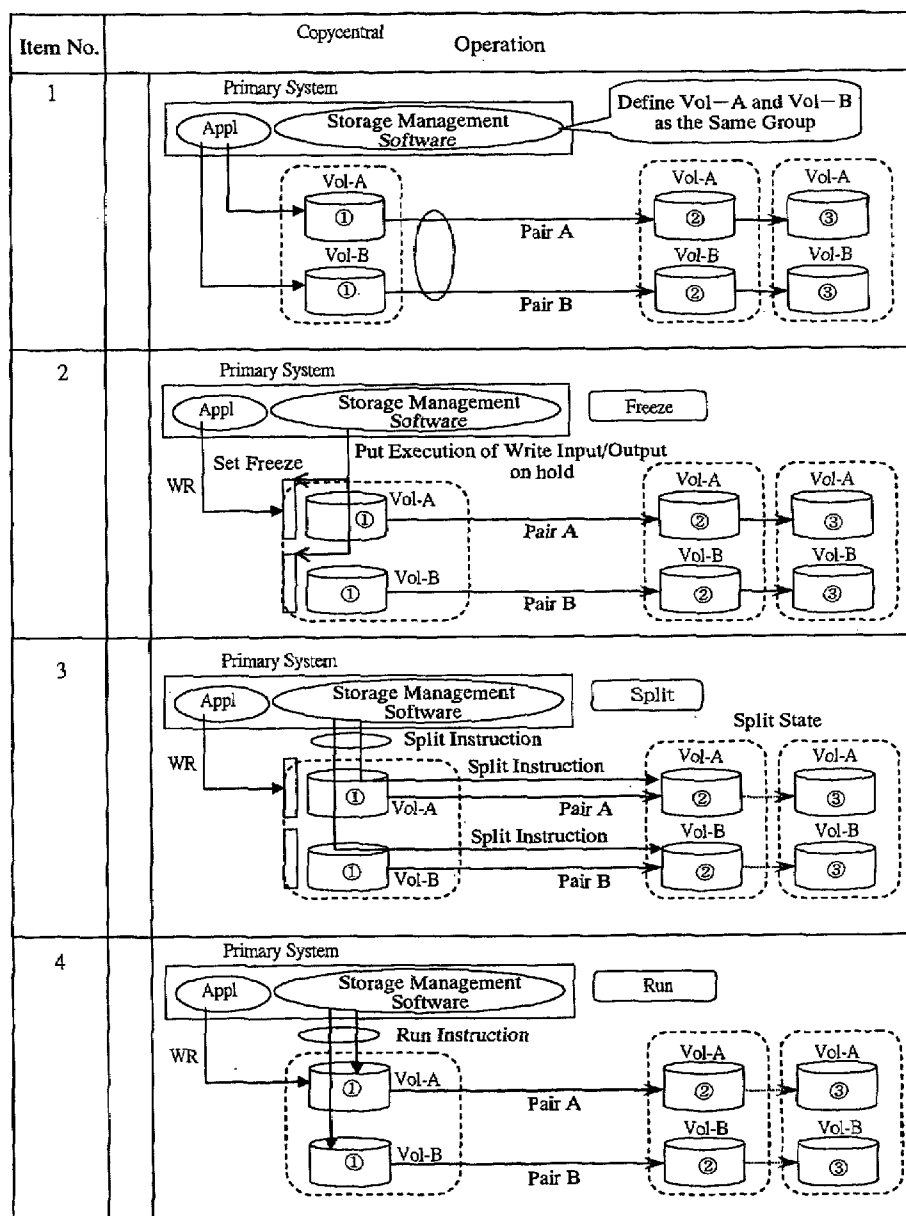 Item No.
Copycentral
Operation
1
Primary System
Appl
Storage Management
Software
Define Vol－A and Vol－B
as the Same Group
Vol-A
Vol-A
Vol-A
①
②
③
Pair A
Vol-B
Vol-B
Vol-B
①
②
③
Pair B
2
Primary System
Appl
Storage Management
Software
Freeze
Put Execution of Write Input/Output
on hold
Set Freeze
WR
Vol-A
Vol-A
Vol-A
①
②
③
Pair A
Vol-B
Vol-B
Vol-B
①
②
③
Pair B
3
Primary System
Appl
Storage Management
Software
Split
Split Instruction
Split State
WR
Split Instruction
Vol-A
Vol-A
①
②
③
Vol-A
Pair A
Split Instruction
Vol-B
Vol-B
①
②
③
Vol-B
Pair B
4
Primary System
Appl
Storage Management
Software
Run
Run Instruction
WR
Vol-A
Vol-A
Vol-A
①
②
③
Pair A
Vol-B
Vol-B
Vol-B
①
②
③
Pair B